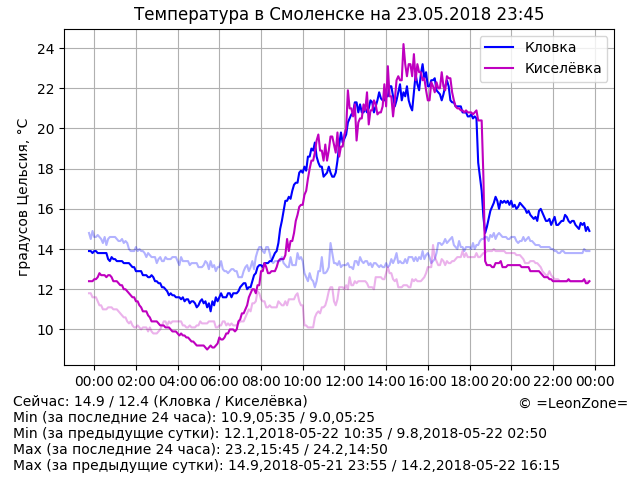 Температура в Смоленске на 23.05.2018 23:45
Кловка
Киселёвка
градусов Цельсия, °C
24
22
20
18
16
14
12
10
00:00 02:00 04:00 06:00 08:00 10:00 12:00 14:00 16:00 18:00 20:00 22:00 00:00
Сейчас: 14.9 / 12.4 (Кловка / Киселёвка)
© =LeonZone=
Min (за последние 24 часа): 10.9,05:35 / 9.0,05:25
Min (за предыдущие сутки): 12.1,2018-05-22 10:35 / 9.8,2018-05-22 02:50
Max (за последние 24 часа): 23.2,15:45 / 24.2,14:50
Max (за предыдущие сутки): 14.9,2018-05-21 23:55 / 14.2,2018-05-22 16:15